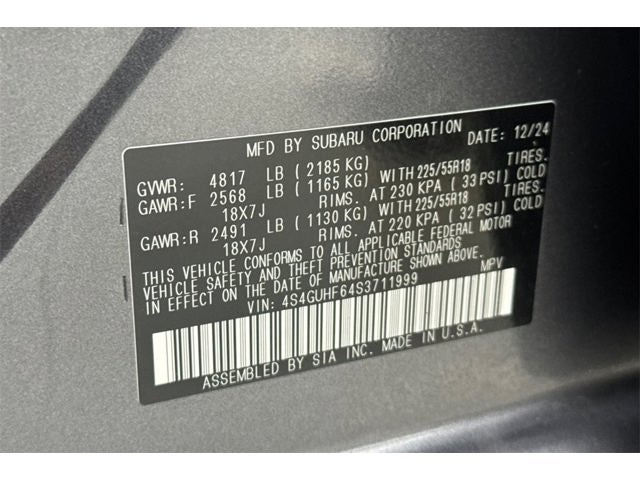 MFD BY SUBARU CORPORATION DATE: 12/24
GVWR: 4817 LB ( 2185 KG)
GAWR:F 2568 LB ( 1165 KG) WITH 225/55R18 TIRES.
18X7J RIMS. AT 230 KPA ( 33 PSI) COLD
GAWR:R 2491 LB ( 1130 KG) WITH 225/55R18 TIRES.
18X7J RIMS. AT 220 KPA ( 32 PSI) COLD
THIS VEHICLE CONFORMS TO ALL APPLICABLE FEDERAL MOTOR
VEHICLE SAFETY AND THEFT PREVENTION STANDARDS
IN EFFECT ON THE DATE OF MANUFACTURE SHOWN ABOVE.
VIN: 4S4GUHF64S3711999 MPV
ASSEMBLED BY SIA INC. MADE IN U.S.A.